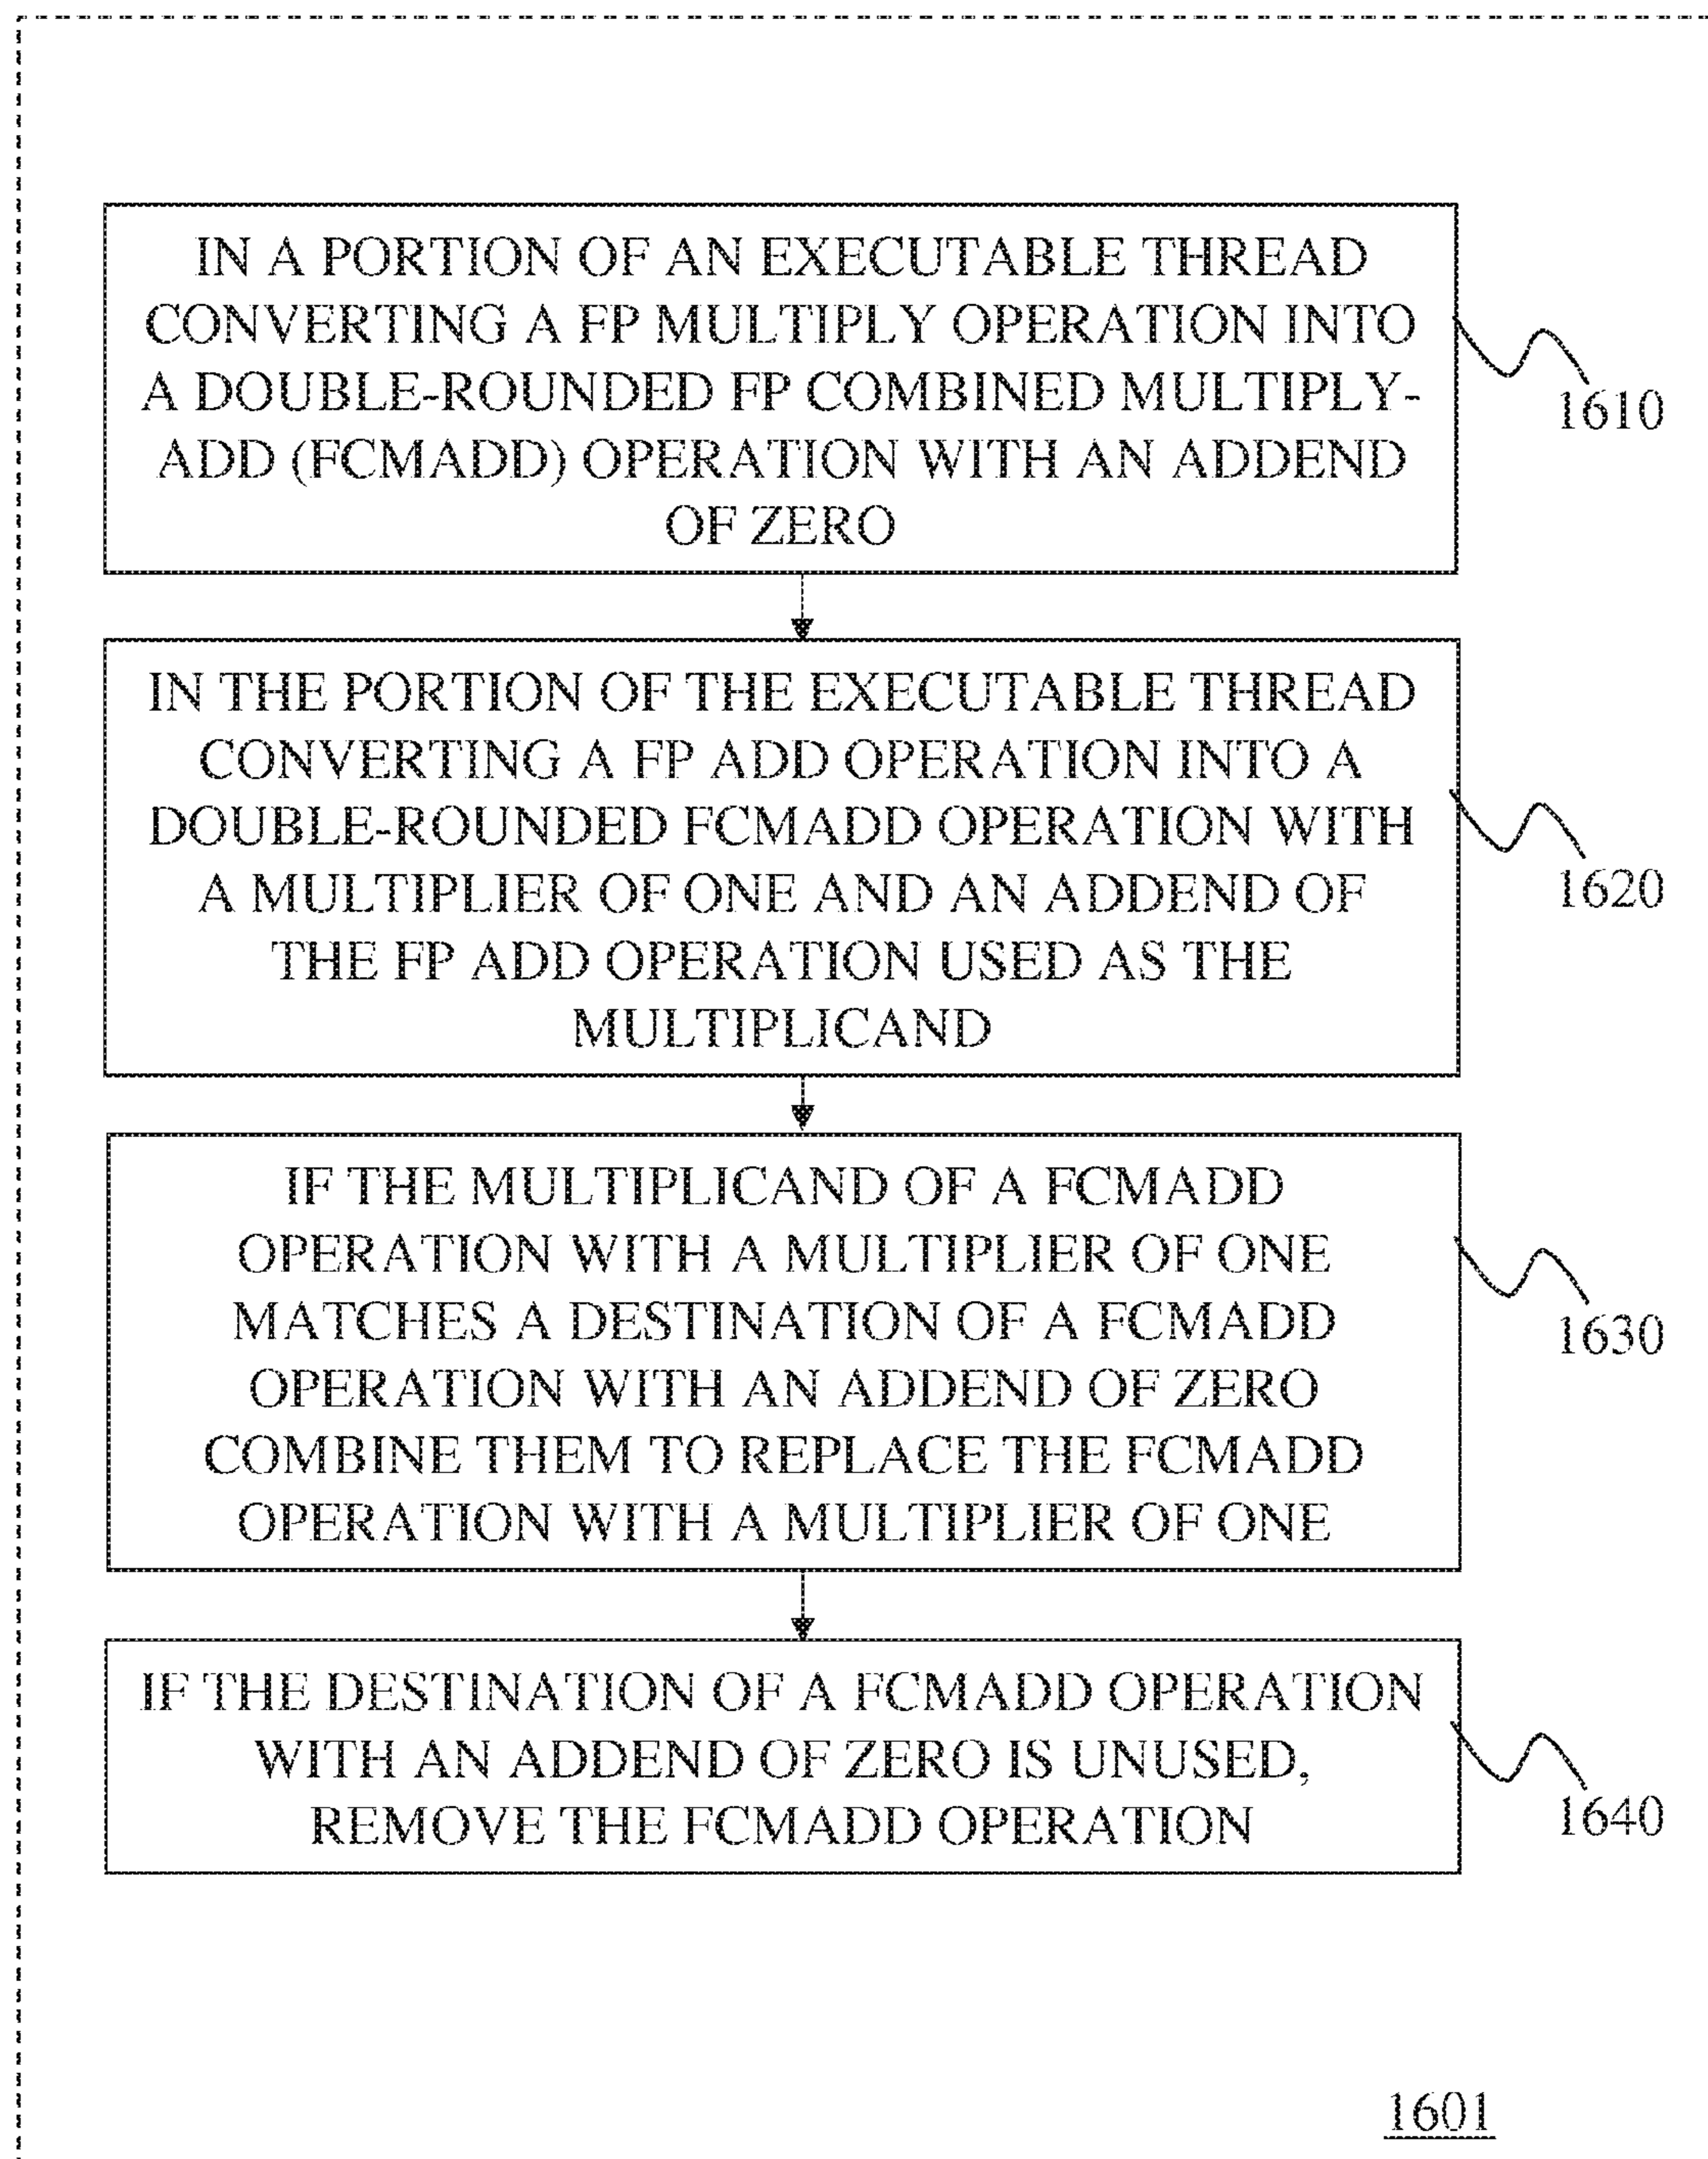 IN A PORTION OF AN EXECUTABLE THREAD
CONVERTING A FP MULTIPLY OPERATION INTO
A DOUBLE-ROUNDED FP COMBINED MULTIPLY-
ADD (FCMADD) OPERATION WITH AN ADDEND
OF ZERO
1610
IN THE PORTION OF THE EXECUTABLE THREAD
CONVERTING A FP ADD OPERATION INTO A
DOUBLE-ROUNDED FCMADD OPERATION WITH
A MULTIPLIER OF ONE AND AN ADDEND OF
THE FP ADD OPERATION USED AS THE
MULTIPLICAND
1620
IF THE MULTIPLICAND OF A FCMADD
OPERATION WITH A MULTIPLIER OF ONE
MATCHES A DESTINATION OF A FCMADD
OPERATION WITH AN ADDEND OF ZERO
COMBINE THEM TO REPLACE THE FCMADD
OPERATION WITH A MULTIPLIER OF ONE
1630
IF THE DESTINATION OF A FCMADD OPERATION
WITH AN ADDEND OF ZERO IS UNUSED,
REMOVE THE FCMADD OPERATION
1640
1601